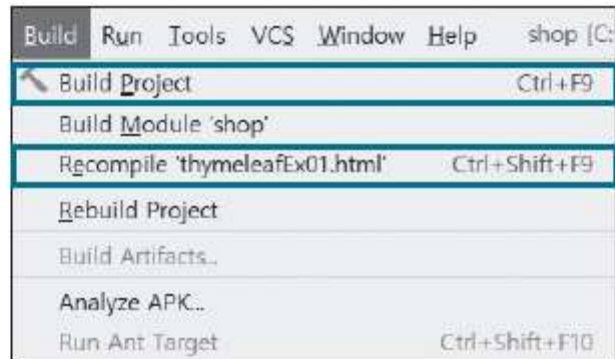 Build Run Tools VCS Window Help shop [C:
Build Project Ctrl+F9
Build Module 'shop'
Recompile 'thymeleafEx01.html' Ctrl+Shift+F9
Rebuild Project
Build Artifacts...
Analyze APK...
Run Ant Target Ctrl+Shift+F10